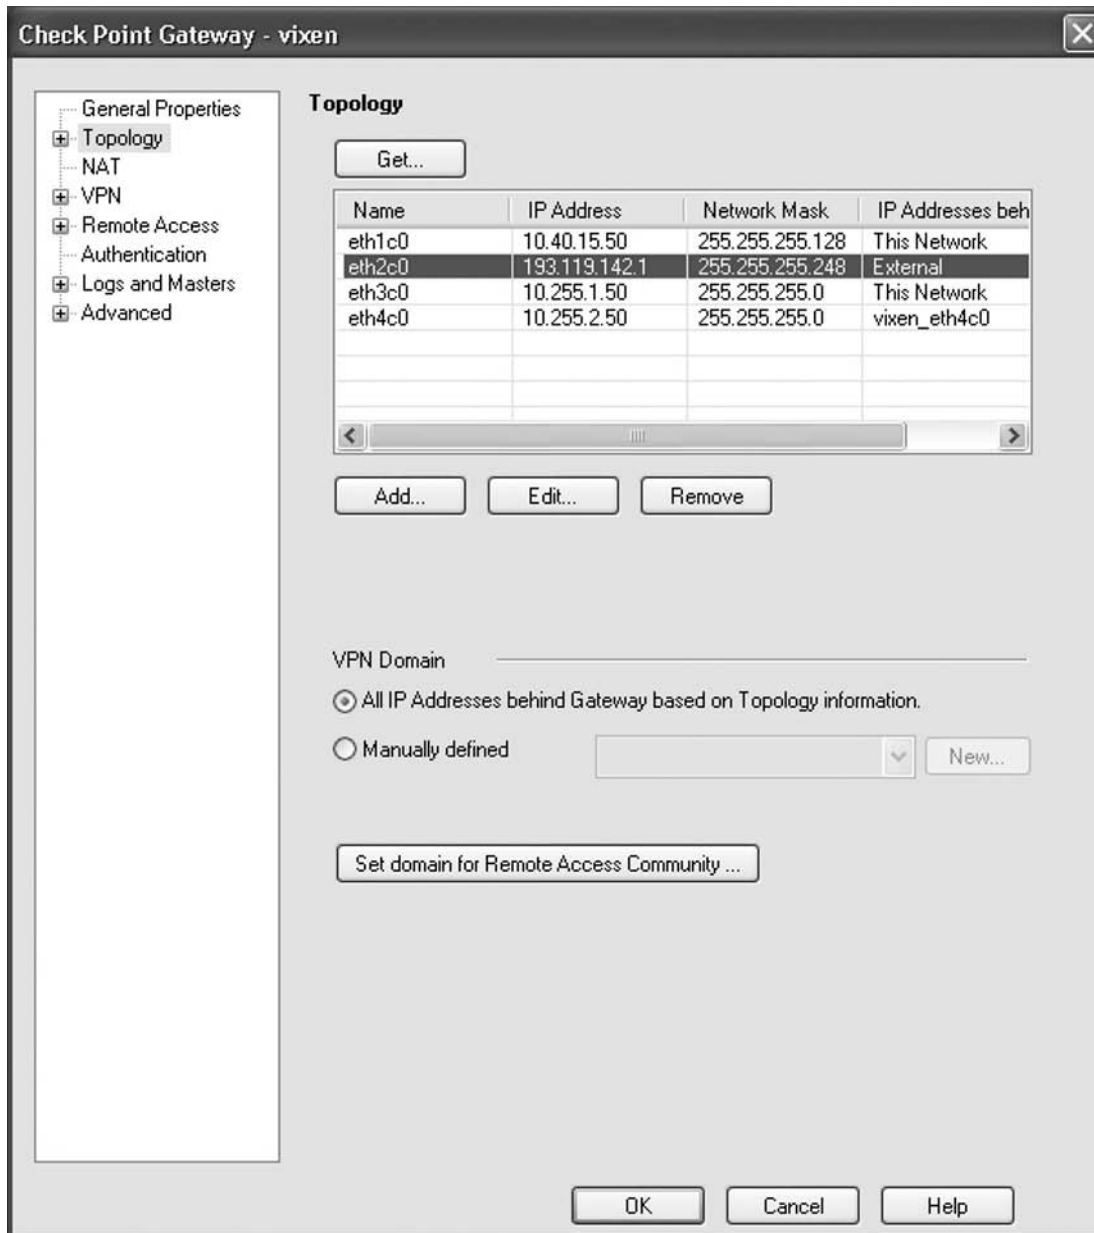 Check Point Gateway - vixen
General Properties
Topology
NAT
VPN
Remote Access
Authentication
Logs and Masters
Advanced
Topology
Get...
Name IP Address Network Mask IP Addresses beh
eth1c0 10.40.15.50 255.255.255.128 This Network
eth2c0 193.119.142.1 255.255.255.248 External
eth3c0 10.255.1.50 255.255.255.0 This Network
eth4c0 10.255.2.50 255.255.255.0 vixen_eth4c0
Add... Edit... Remove
VPN Domain
All IP Addresses behind Gateway based on Topology information.
Manually defined New...
Set domain for Remote Access Community ...
OK Cancel Help